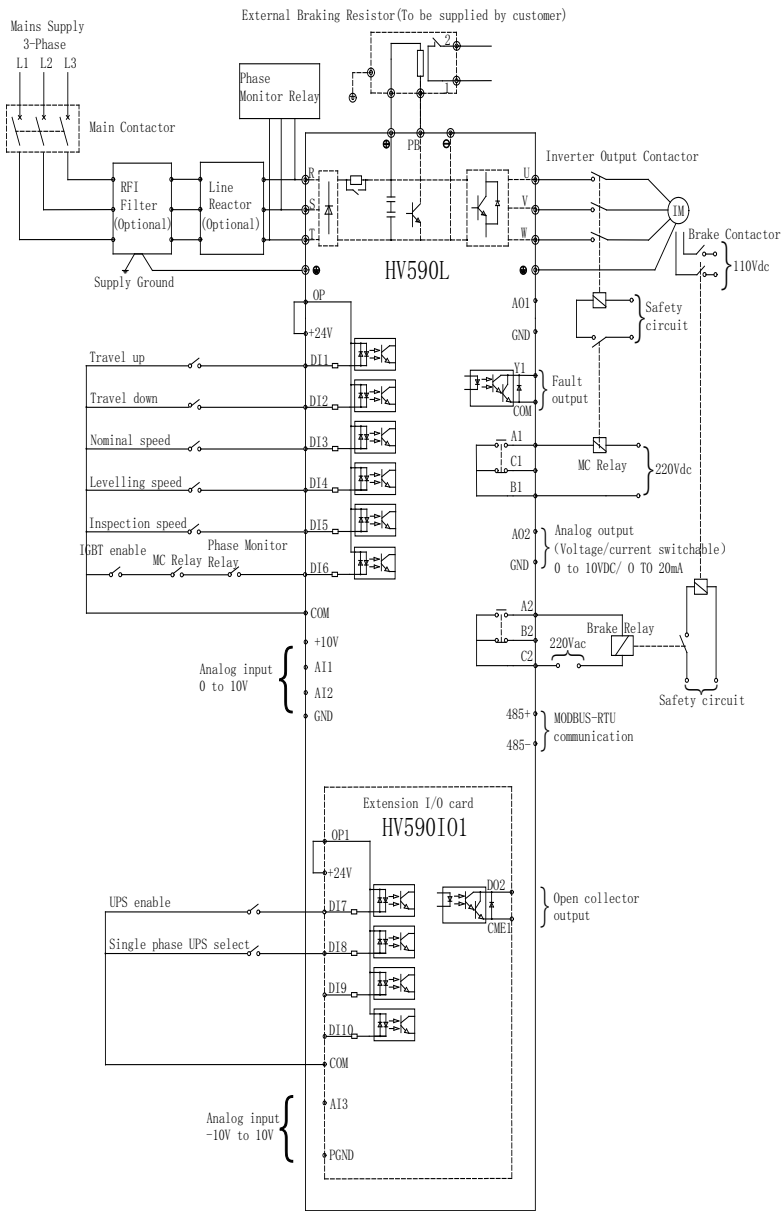 External Braking Resistor(To be supplied by customer)
Mains Supply
3-Phase
L1 L2 L3
Main Contactor
Phase
Monitor Relay
2
1
PB
RFI
Filter
(Optional)
Line
Reactor
(Optional)
R
S
T
U
V
W
Inverter Output Contactor
IM
Brake Contactor
110Vdc
Supply Ground
HV590L
OP
+24V
AO1
GND
Safety
circuit
Travel up
DI1
Travel down
DI2
Nominal speed
DI3
Levelling speed
DI4
Inspection speed
DI5
IGBT enable
MC Relay
Phase Monitor
Relay
DI6
COM
Y1
COM
Fault
output
A1
C1
B1
MC Relay
220Vdc
AO2
GND
Analog output
(Voltage/current switchable)
0 to 10VDC/ 0 TO 20mA
+10V
AI1
AI2
GND
Analog input
0 to 10V
A2
B2
C2
Brake Relay
220Vac
Safety circuit
485+
485-
MODBUS-RTU
communication
Extension I/O card
HV590IO1
OP1
+24V
UPS enable
DI7
Single phase UPS select
DI8
DI9
DI10
COM
DO2
CME1
Open collector
output
Analog input
-10V to 10V
AI3
PGND